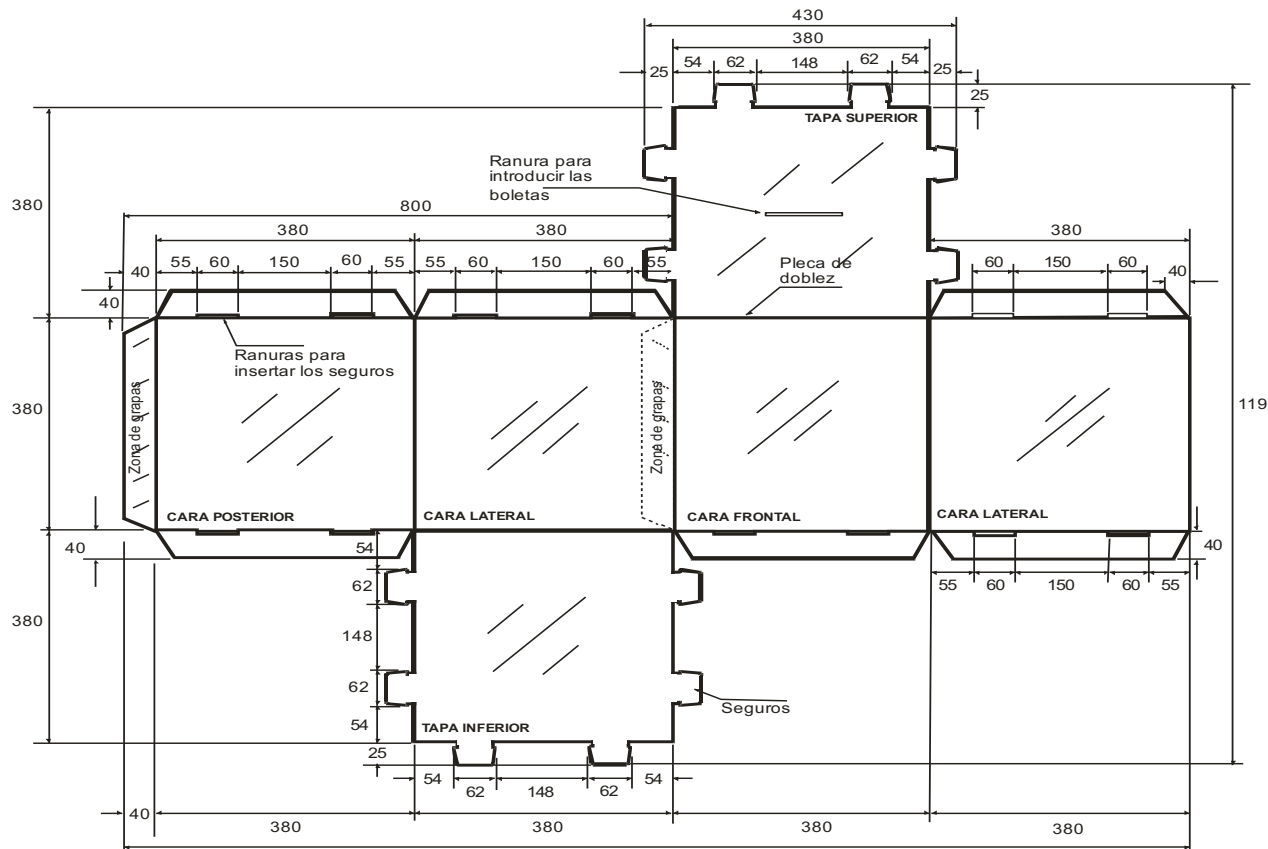 430
380
54 62 148 62 54
25 25
25
TAPA SUPERIOR
Ranura para
introducir las
boletas
380
800
380 380 380
40 55 60 150 60 55 55 60 150 60 55
Pleca de
doblez
60 150 60 40
40
Ranuras para
insertar los seguros
380
119
Zona de grapas
Zona de grapas
CARA POSTERIOR
CARA LATERAL
CARA FRONTAL
CARA LATERAL
40
54
40
62
55 60 150 60 55
380
148
62
Seguros
54
TAPA INFERIOR
25
54 54
62 148 62
40 380 380 380 380